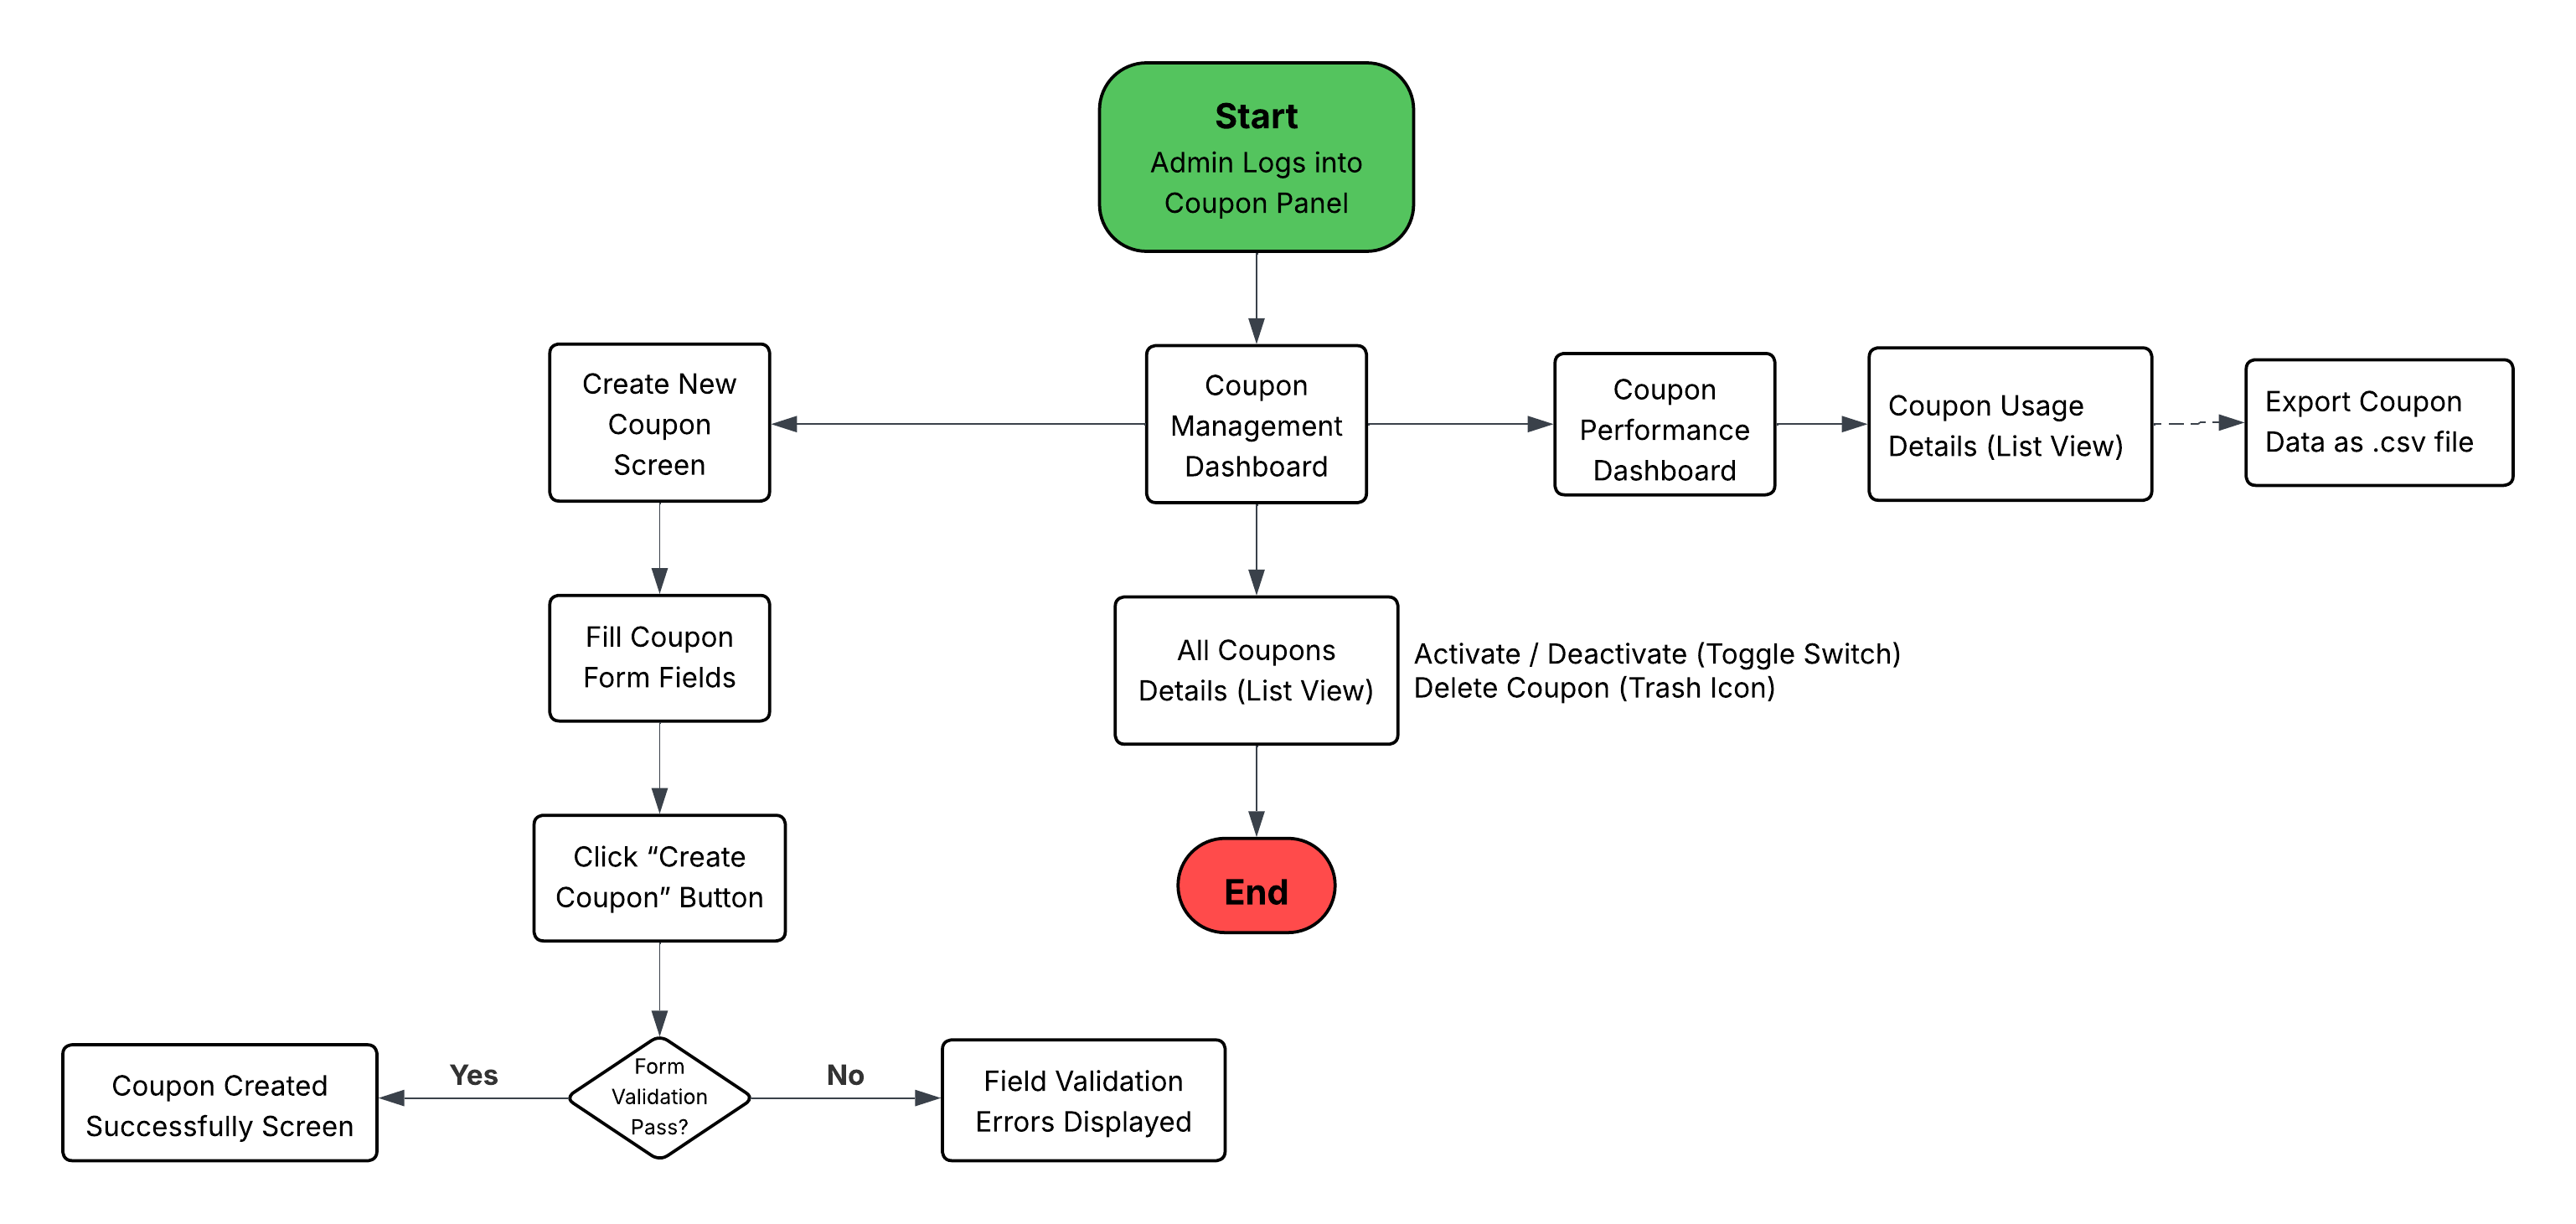 Start
Admin Logs into
Coupon Panel
Create New
Coupon
Screen
Coupon
Management
Dashboard
Coupon
Performance
Dashboard
Coupon Usage
Details (List View)
Export Coupon
Data as .csv file
Fill Coupon
Form Fields
All Coupons
Details (List View)
Activate / Deactivate (Toggle Switch)
Delete Coupon (Trash Icon)
Click “Create
Coupon” Button
End
Form
Validation
Pass?
Yes
No
Coupon Created
Successfully Screen
Field Validation
Errors Displayed